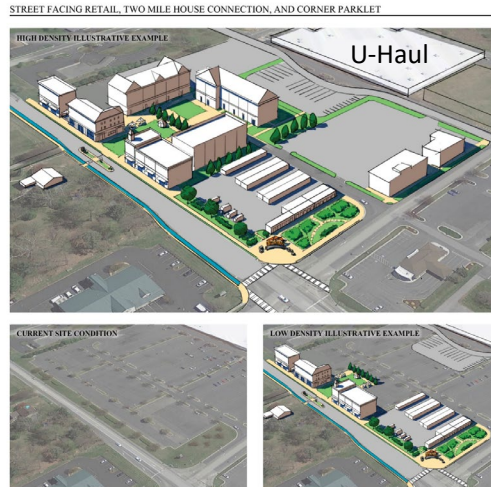 STREET FACING RETAIL, TWO MILE HOUSE CONNECTION, AND CORNER PARKLET
HIGH DENSITY ILLUSTRATIVE EXAMPLE
U-Haul
CURRENT SITE CONDITION
LOW DENSITY ILLUSTRATIVE EXAMPLE